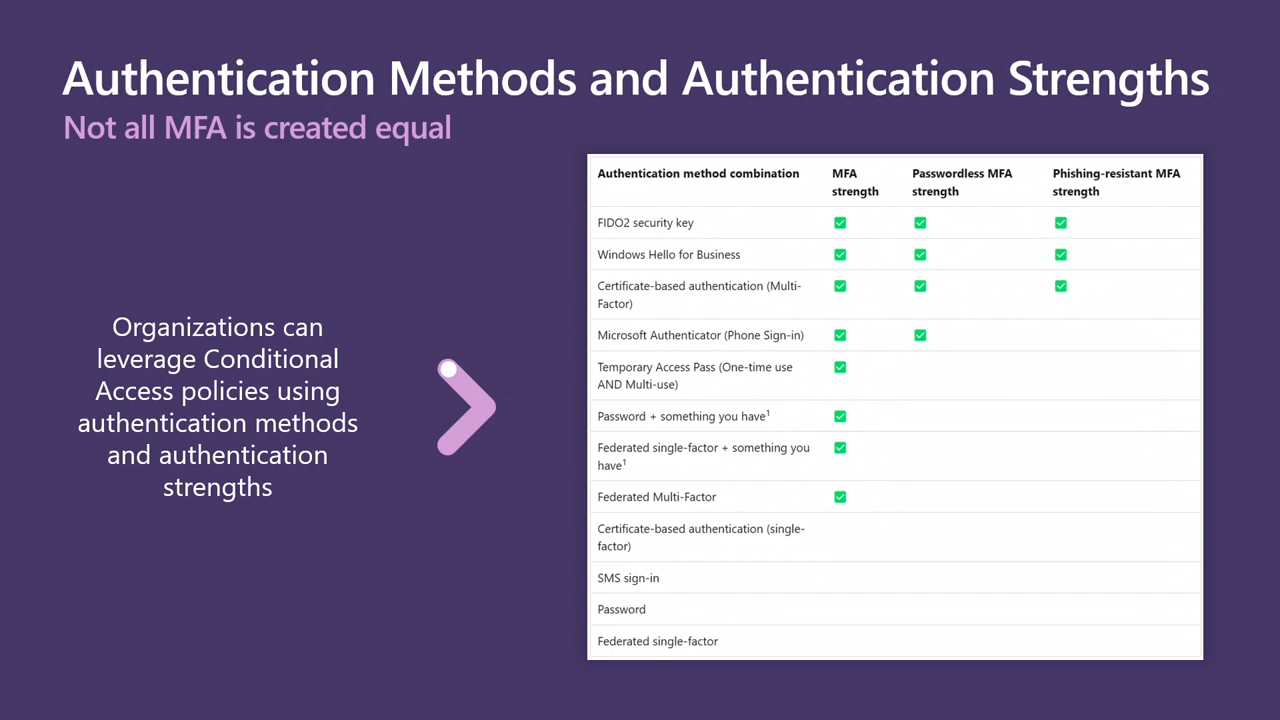 Authentication Methods and Authentication Strengths
Not all MFA is created equal
Organizations can
leverage Conditional
Access policies using
authentication methods
and authentication
strengths
Authentication method combination
MFA
strength
Passwordless MFA
strength
Phishing-resistant MFA
strength
FIDO2 security key
Windows Hello for Business
Certificate-based authentication (Multi-
Factor)
Microsoft Authenticator (Phone Sign-in)
Temporary Access Pass (One-time use
AND Multi-use)
Password + something you have¹
Federated single-factor + something you
have¹
Federated Multi-Factor
Certificate-based authentication (single-
factor)
SMS sign-in
Password
Federated single-factor